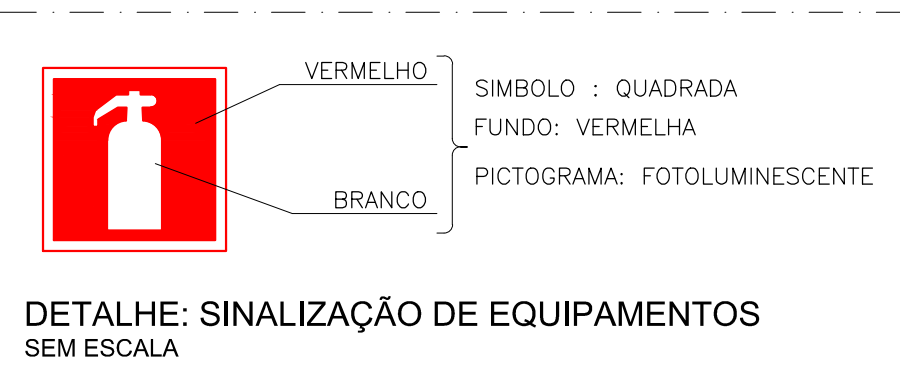 VERMELHO
SIMBOLO : QUADRADA
FUNDO: VERMELHA
PICTOGRAMA: FOTOLUMINESCENTE
BRANCO
DETALHE: SINALIZAÇÃO DE EQUIPAMENTOS
SEM ESCALA